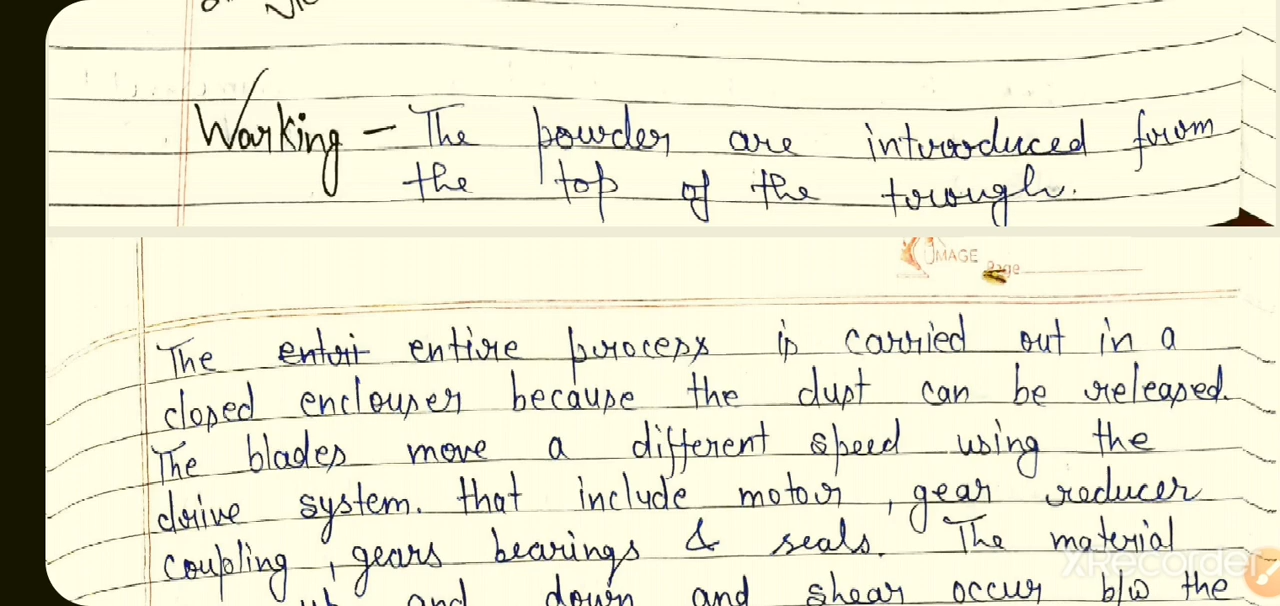 Working - The powder are introduced from
the top of the trough.
IMAGE
Page
The entri entire process is carried out in a
closed enclouser because the dust can be released.
The blades move a different speed using the
drive system. that include motor, gear reducer
coupling, gears bearings & seals. The material
XRecorder
and down and shear occur b/w the